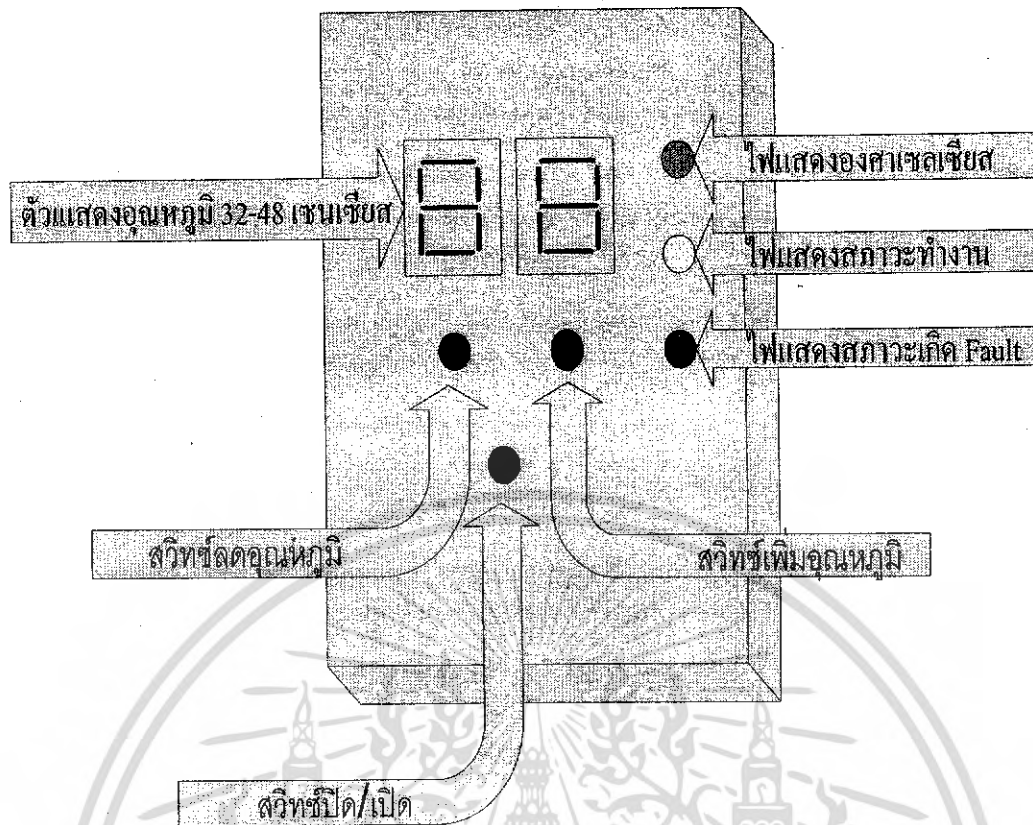 ไฟแสดงองศาเซลเซียส
ตัวแสดงอุณหภูมิ 32-48 เซนเซียส
ไฟแสดงสภาวะทำงาน
ไฟแสดงสภาวะเกิด Fault
สวิทซ์ลดอุณหภูมิ
สวิทซ์เพิ่มอุณหภูมิ
สวิทซ์ปิด/เปิด